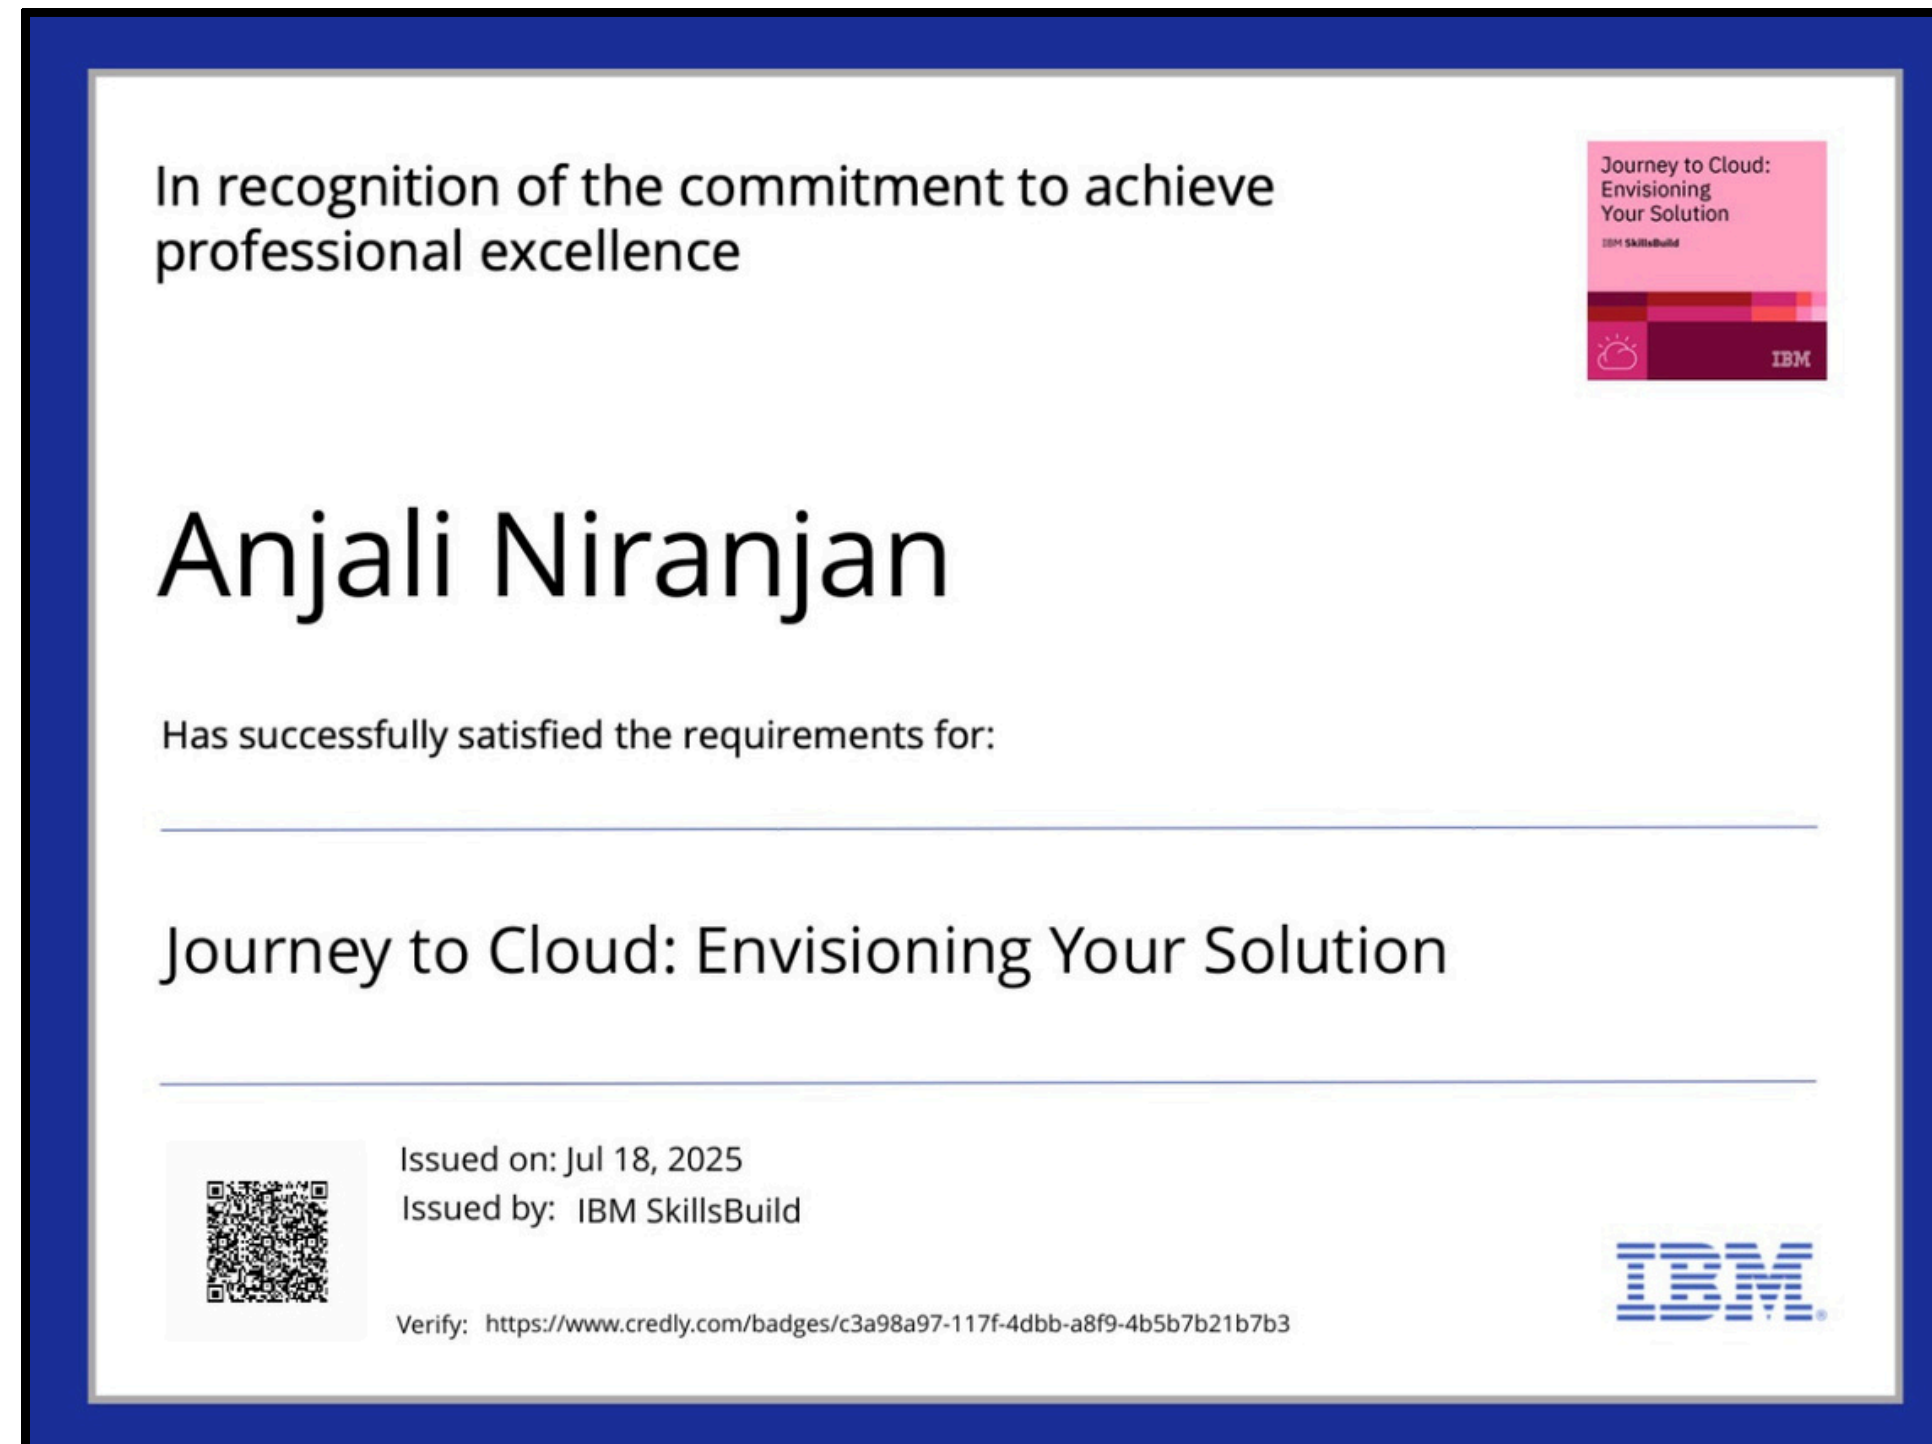 In recognition of the commitment to achieve
professional excellence
Journey to Cloud:
Envisioning
Your Solution
IBM SkillsBuild
IBM
Anjali Niranjan
Has successfully satisfied the requirements for:
Journey to Cloud: Envisioning Your Solution
Issued on: Jul 18, 2025
Issued by: IBM SkillsBuild
Verify: https://www.credly.com/badges/c3a98a97-117f-4dbb-a8f9-4b5b7b21b7b3
IBM®